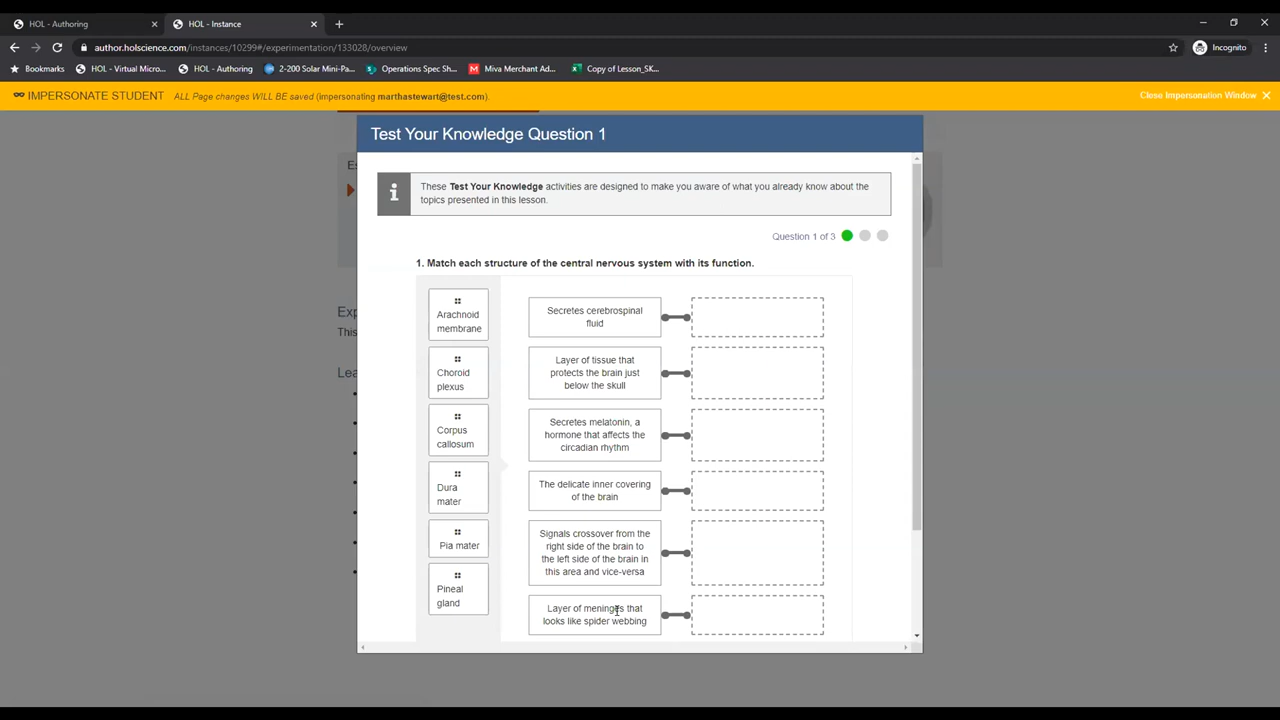 HOL - Authoring
HOL - Instance
author.holscience.com/instances/10299#/experimentation/133028/overview
Incognito
Bookmarks
HOL - Virtual Micro...
HOL - Authoring
2-200 Solar Mini-Pa...
Operations Spec Sh...
Miva Merchant Ad...
Copy of Lesson_SK...
IMPERSONATE STUDENT ALL Page changes WILL BE saved (impersonating marthastewart@test.com).
Close Impersonation Window
Test Your Knowledge Question 1
Es
Exp
This
Lea
i
These Test Your Knowledge activities are designed to make you aware of what you already know about the
topics presented in this lesson.
Question 1 of 3
1. Match each structure of the central nervous system with its function.
Arachnoid
membrane
Choroid
plexus
Corpus
callosum
Dura
mater
Pia mater
Pineal
gland
Secretes cerebrospinal
fluid
Layer of tissue that
protects the brain just
below the skull
Secretes melatonin, a
hormone that affects the
circadian rhythm
The delicate inner covering
of the brain
Signals crossover from the
right side of the brain to
the left side of the brain in
this area and vice-versa
Layer of meninges that
looks like spider webbing